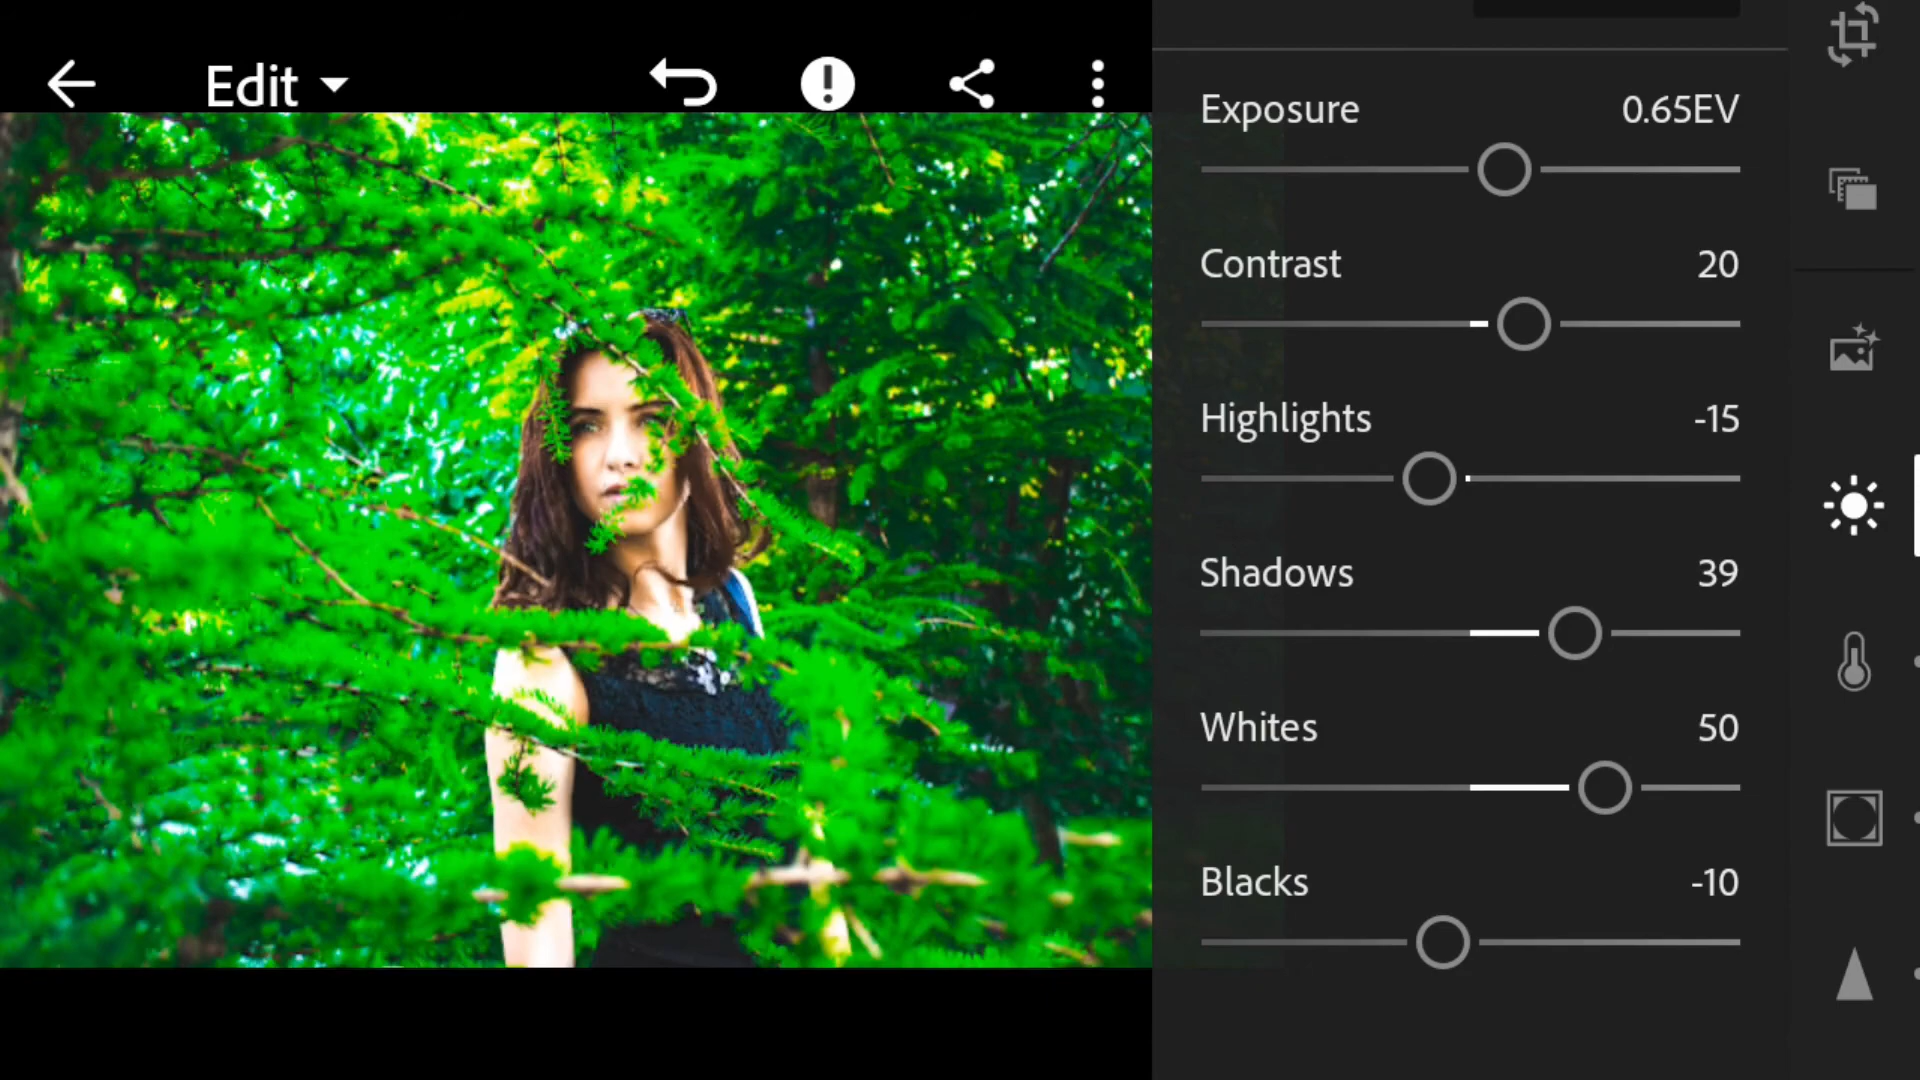 Edit
Exposure 0.65EV
Contrast 20
Highlights -15
Shadows 39
Whites 50
Blacks -10